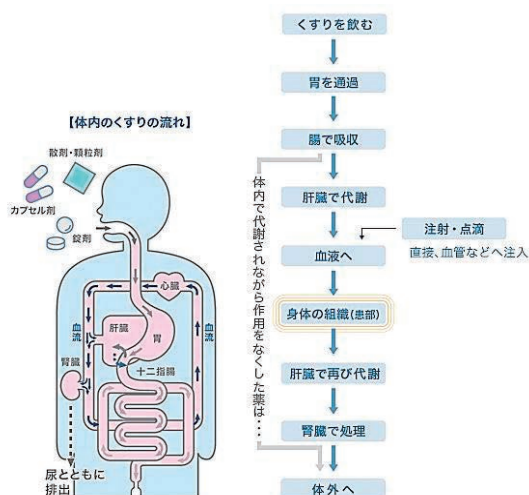 【体内のくすりの流れ】
散剤・顆粒剤
カプセル剤
錠剤
心臓
血流
肝臓
胃
血流
腎臓
十二指腸
尿とともに
排出
くすりを飲む
胃を通過
腸で吸収
肝臓で代謝
注射・点滴
直接、血管などへ注入
血液へ
身体の組織(患部)
肝臓で再び代謝
腎臓で処理
体外へ
体内で代謝されながら作用をなくした薬は…